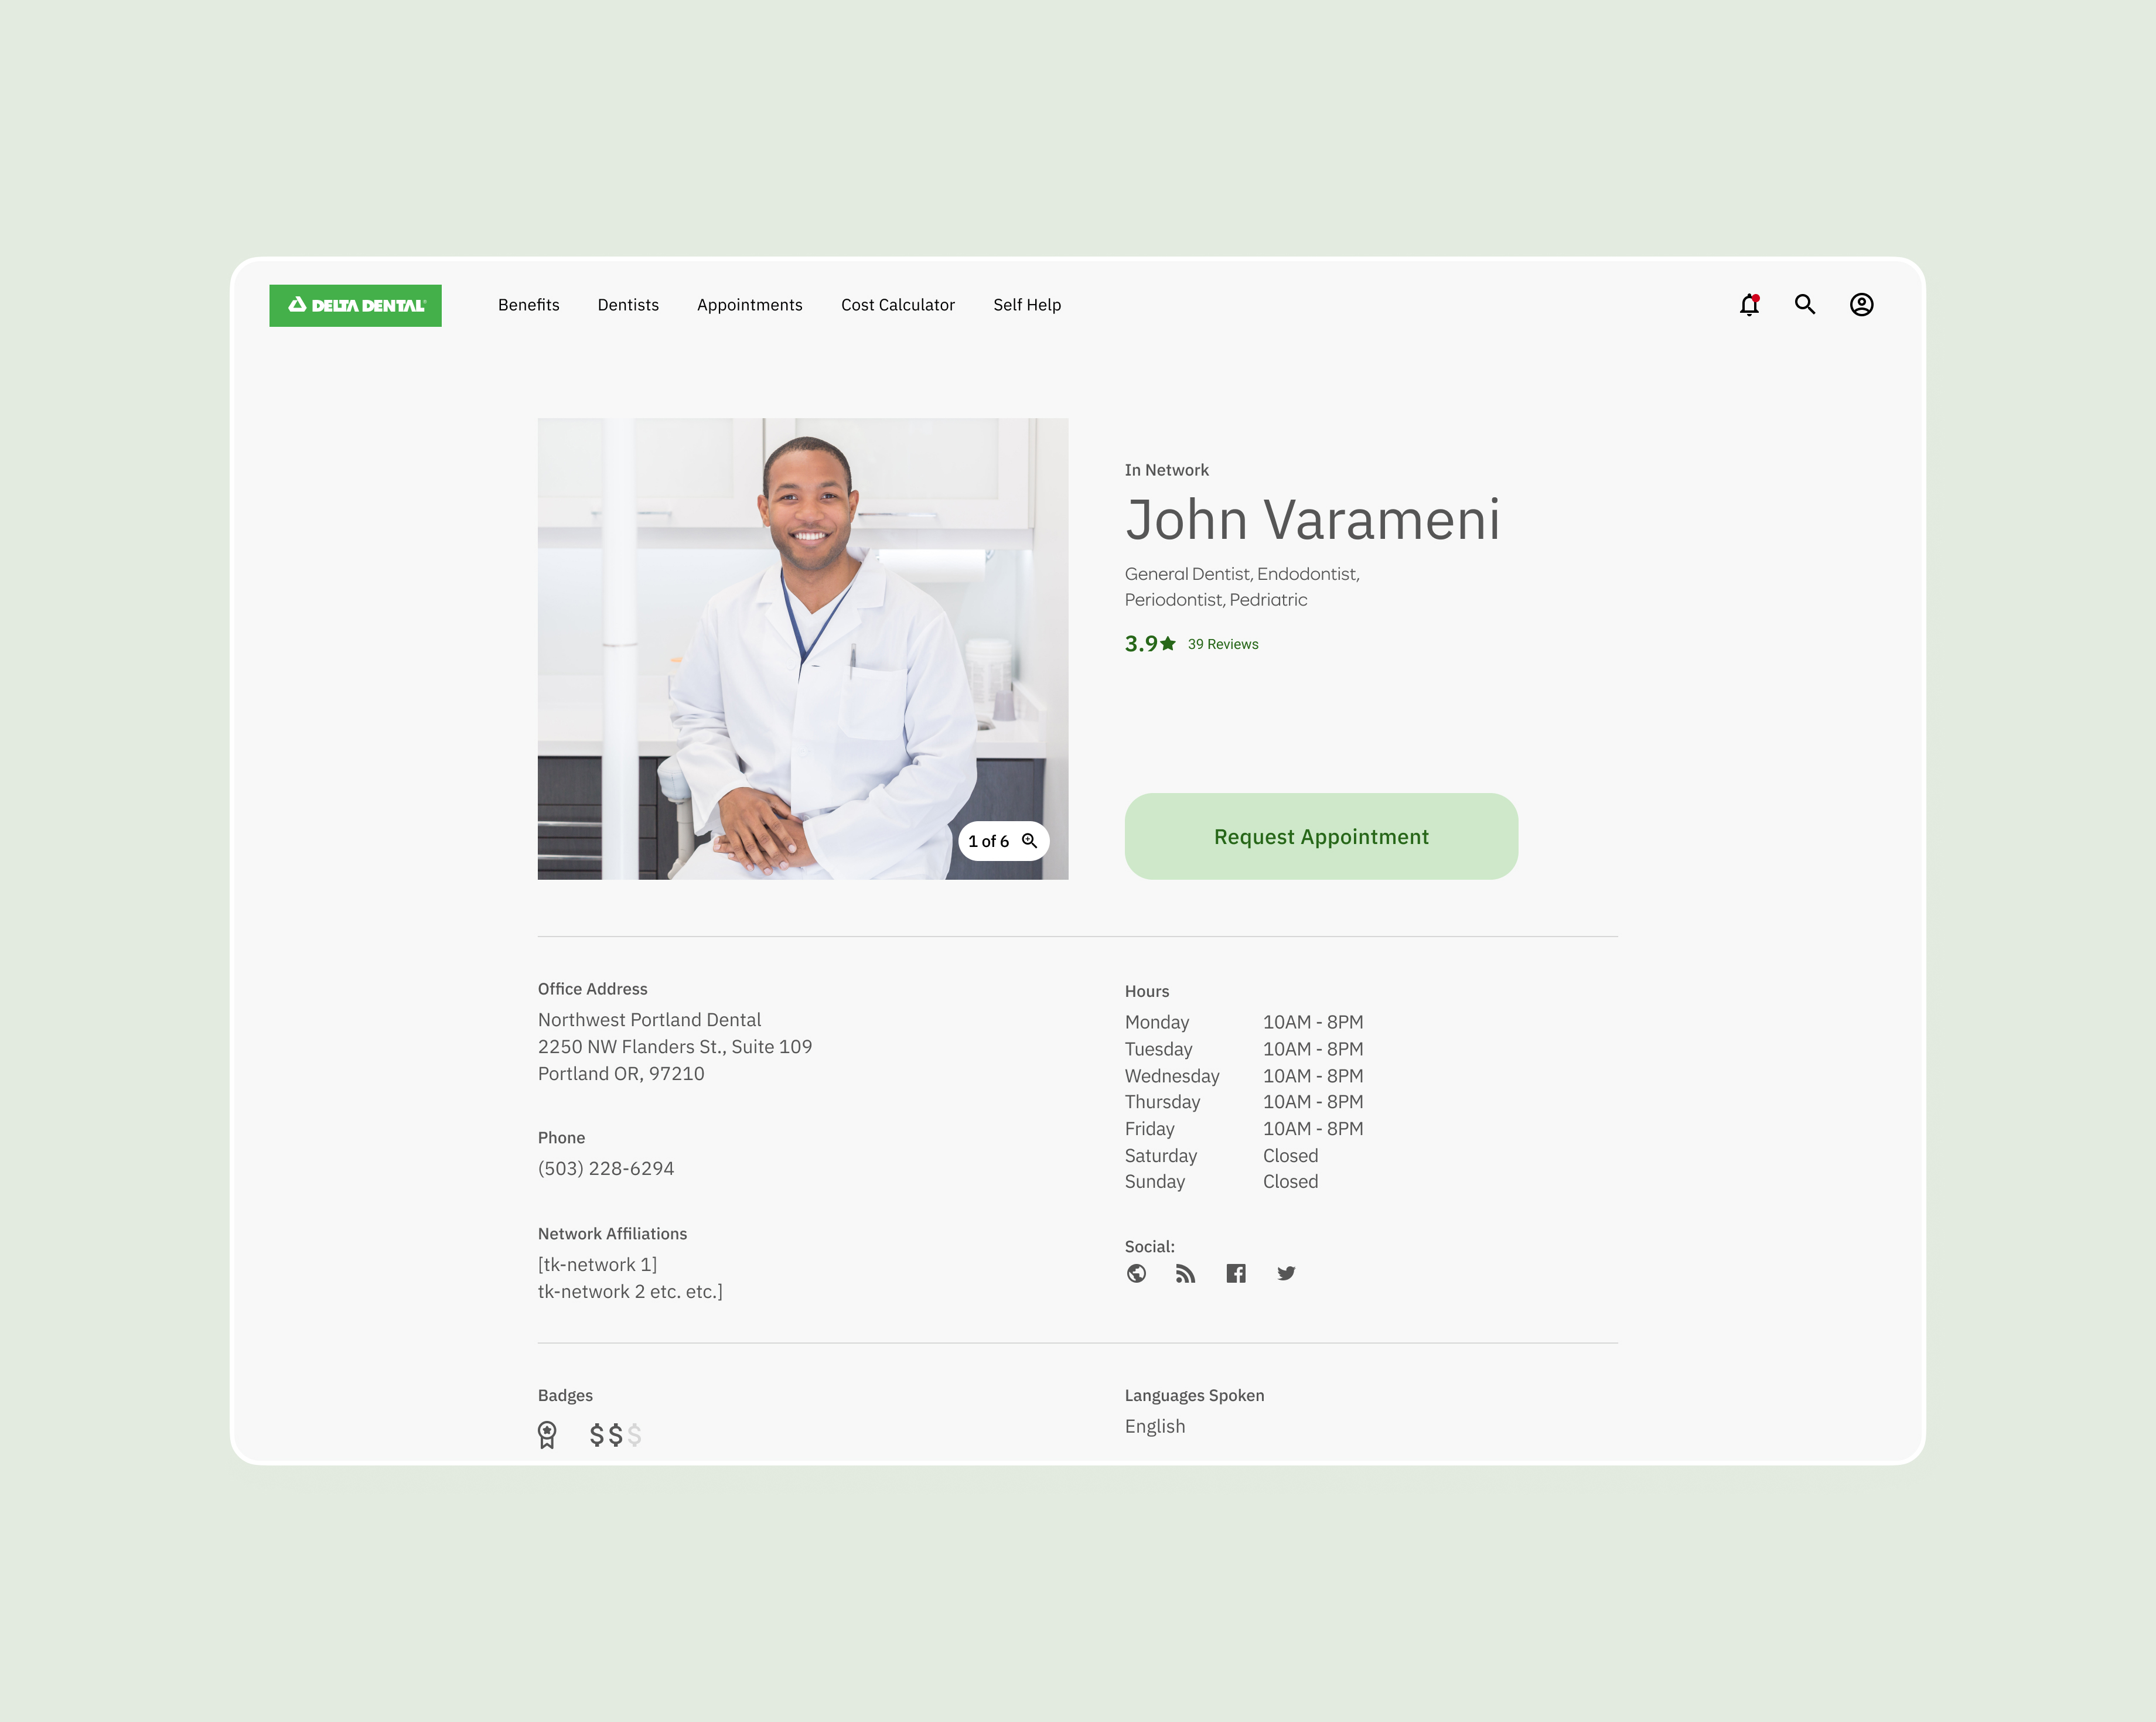 DELTA DENTAL®
Benefits
Dentists
Appointments
Cost Calculator
Self Help
In Network
John Varameni
General Dentist, Endodontist,
Periodontist, Pedriatric
3.9★ 39 Reviews
1 of 6
Request Appointment
Office Address
Northwest Portland Dental
2250 NW Flanders St., Suite 109
Portland OR, 97210
Phone
(503) 228-6294
Network Affiliations
[tk-network 1]
tk-network 2 etc. etc.]
Hours
Monday 10AM - 8PM
Tuesday 10AM - 8PM
Wednesday 10AM - 8PM
Thursday 10AM - 8PM
Friday 10AM - 8PM
Saturday Closed
Sunday Closed
Social:
Badges
$$$
Languages Spoken
English